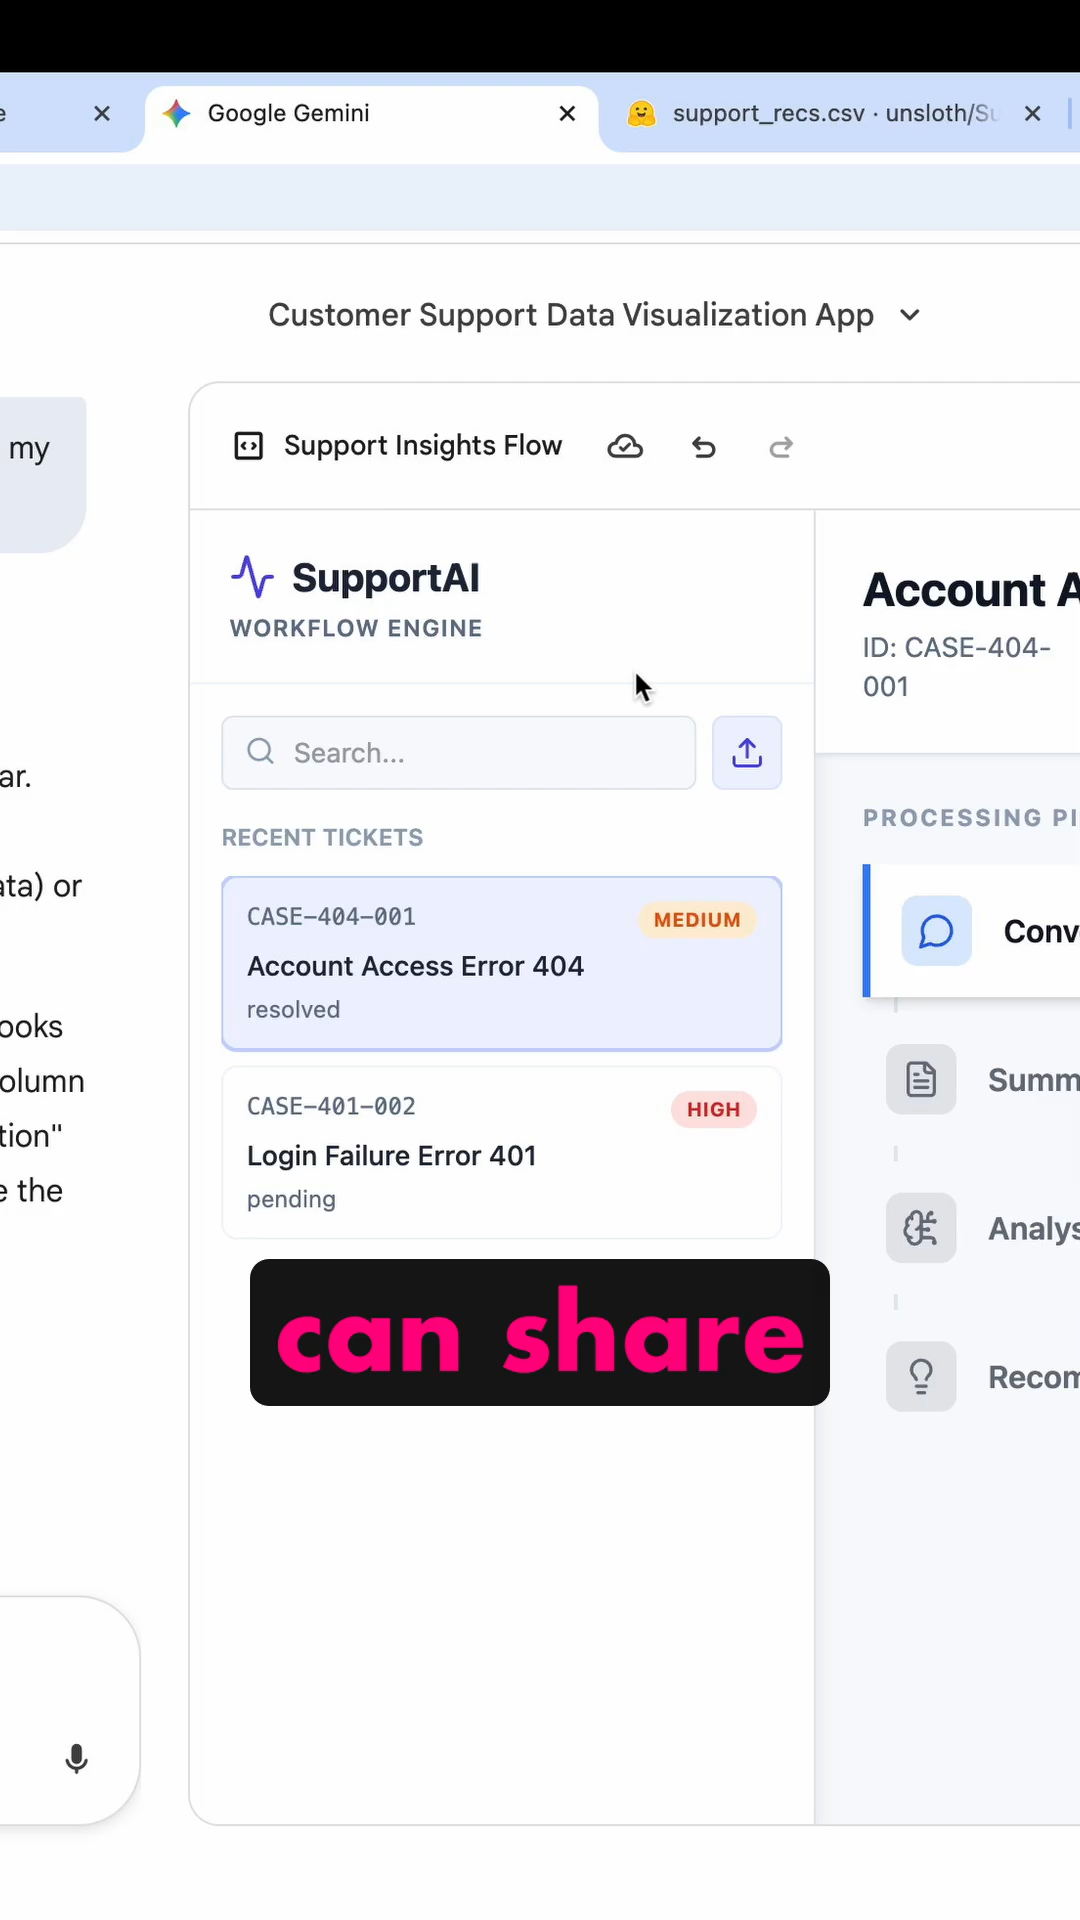 e
Google Gemini
support_recs.csv · unsloth/Su
Customer Support Data Visualization App
my
Support Insights Flow
SupportAI
WORKFLOW ENGINE
Account A
ID: CASE-404-
001
Search...
ar.
PROCESSING PI
RECENT TICKETS
ata) or
CASE-404-001
MEDIUM
Account Access Error 404
resolved
Conv
ooks
olumn
tion"
e the
Summ
CASE-401-002
HIGH
Login Failure Error 401
pending
Analys
can share
Recom